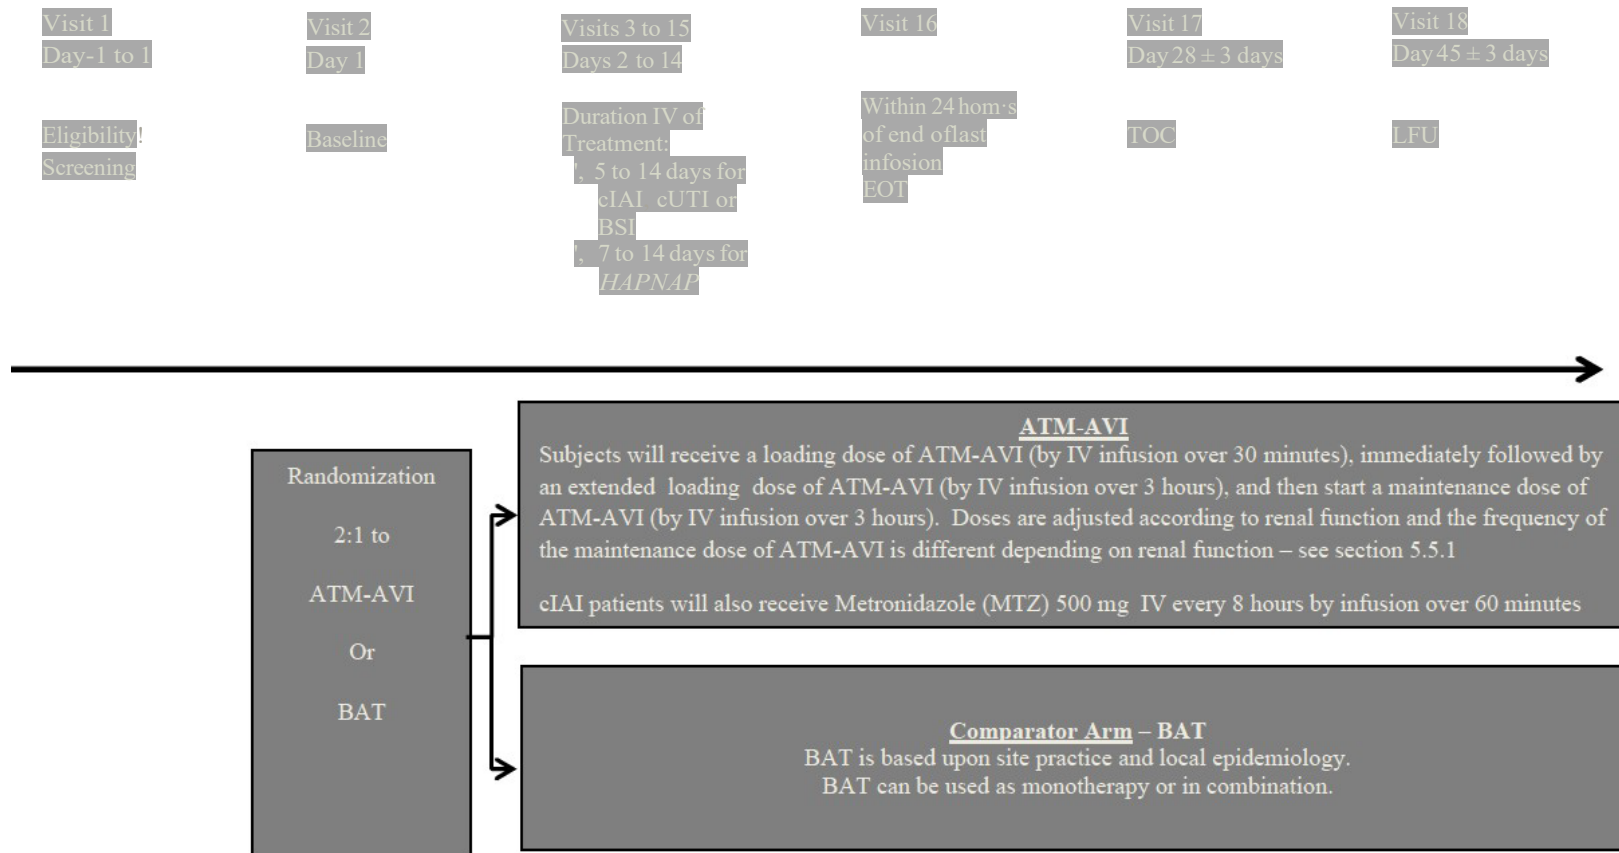 Visit 1
Day-1 to 1
Eligibility!
Screening
Visit 2
Day 1
Baseline
Visits 3 to 15
Days 2 to 14
Duration IV of
Treatment:
', 5 to 14 days for
cIAI cUTI or
BSI
', 7 to 14 days for
HAPNAP
Visit 16
Within 24 hom·s
of end oflast
infosion
EOT
Visit 17
Day 28 ± 3 days
TOC
Visit 18
Day 45 ± 3 days
LFU
Randomization
2:1 to
ATM-AVI
Or
BAT
ATM-AVI
Subjects will receive a loading dose of ATM-AVI (by IV infusion over 30 minutes), immediately followed by
an extended loading dose of ATM-AVI (by IV infusion over 3 hours), and then start a maintenance dose of
ATM-AVI (by IV infusion over 3 hours). Doses are adjusted according to renal function and the frequency of
the maintenance dose of ATM-AVI is different depending on renal function – see section 5.5.1
cIAI patients will also receive Metronidazole (MTZ) 500 mg IV every 8 hours by infusion over 60 minutes
Comparator Arm – BAT
BAT is based upon site practice and local epidemiology.
BAT can be used as monotherapy or in combination.